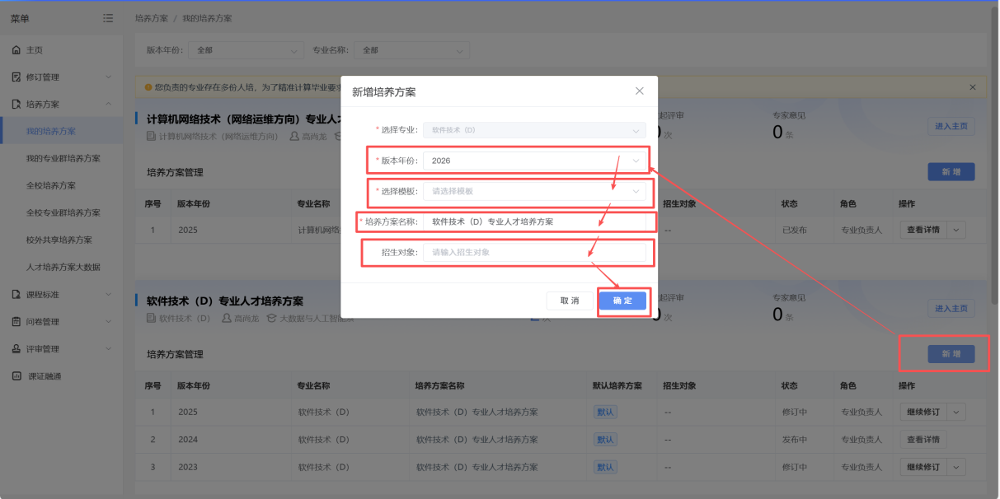 菜单
培养方案 / 我的培养方案
主页
版本年份: 全部 专业名称: 全部
修订管理
您负责的专业存在多份人培，为了精准计算毕业要求
培养方案
我的培养方案
我的专业群培养方案
全校培养方案
全校专业群培养方案
校外共享培养方案
人才培养方案大数据
课程标准
问卷管理
评审管理
课证融通
计算机网络技术（网络运维方向）专业人才
计算机网络技术（网络运维方向） 高尚龙
起评审
次
专家意见
0 条
进入主页
培养方案管理
新增
序号 版本年份 专业名称 招生对象 状态 角色 操作
1 2025 计算机网络 -- 已发布 专业负责人 查看详情
新增培养方案
* 选择专业: 软件技术（D）
* 版本年份: 2026
* 选择模板: 请选择模板
* 培养方案名称: 软件技术（D）专业人才培养方案
招生对象: 请输入招生对象
取消 确定
软件技术（D）专业人才培养方案
软件技术（D） 高尚龙 大数据与人工智能
次
起评审
次
专家意见
0 条
进入主页
培养方案管理
新增
序号 版本年份 专业名称 培养方案名称 默认培养方案 招生对象 状态 角色 操作
1 2025 软件技术（D） 软件技术（D）专业人才培养方案 默认 -- 修订中 专业负责人 继续修订
2 2024 软件技术（D） 软件技术（D）专业人才培养方案 默认 -- 发布中 专业负责人 查看详情
3 2023 软件技术（D） 软件技术（D）专业人才培养方案 默认 -- 修订中 专业负责人 继续修订